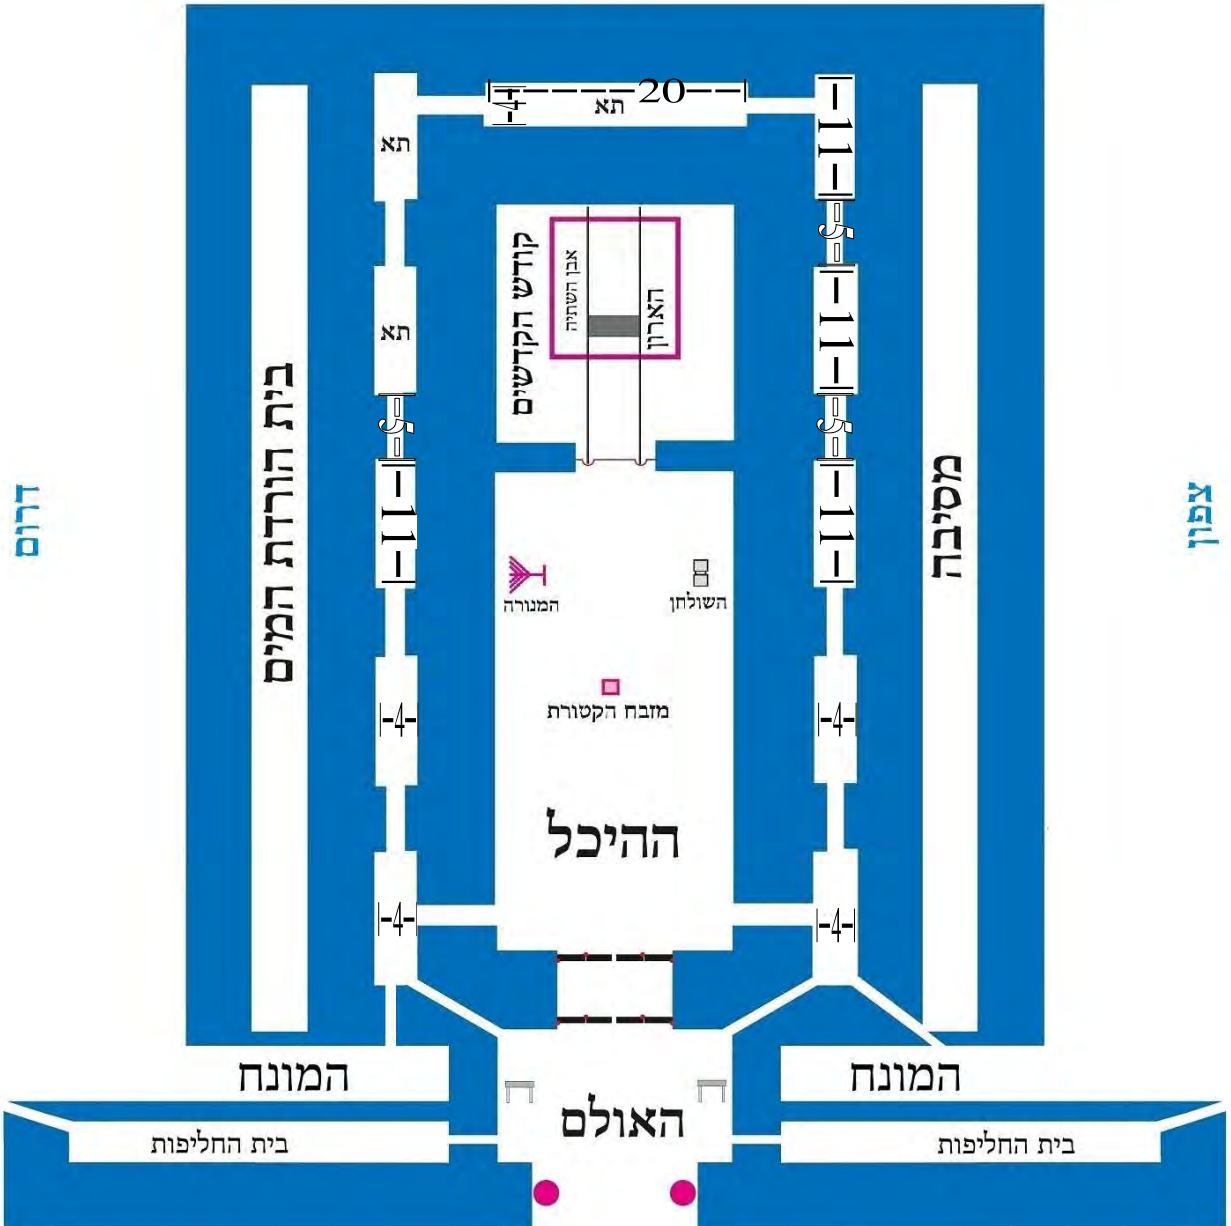 20
4
תא
תא
11
5
תא
11
5
11
5
11
קודש הקדשים
אבן השתיה
הארון
בית הורדת המים
מסיבה
דרום
צפון
המנורה
השולחן
מזבח הקטורת
4
4
ההיכל
4
4
המונח
המונח
האולם
בית החליפות
בית החליפות